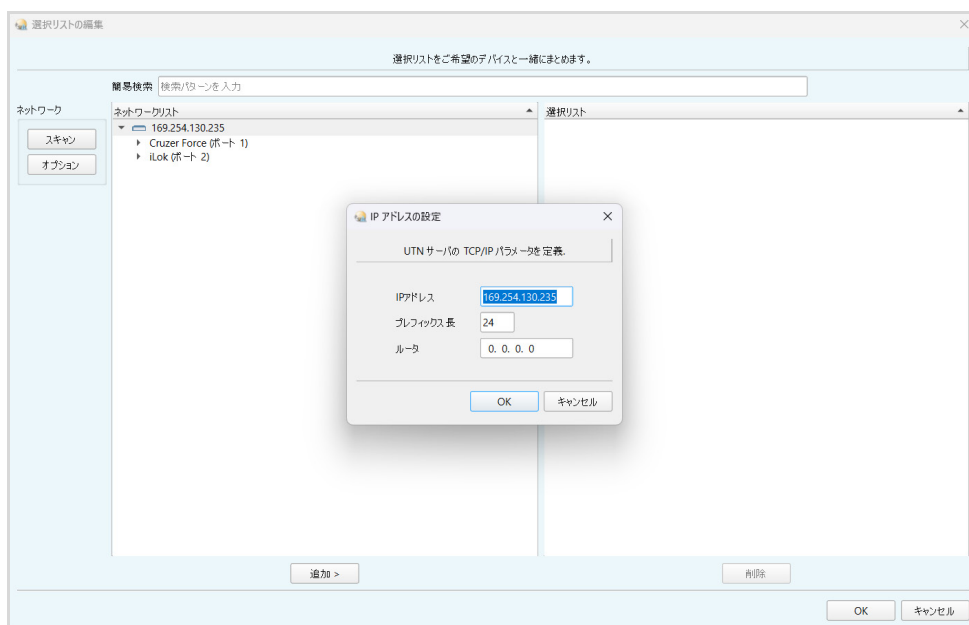 選択リストの編集
選択リストをご希望のデバイスと一緒にまとめます。
簡易検索 検索パターンを入力
ネットワーク
スキャン
オプション
ネットワークリスト
169.254.130.235
Cruzer Force (ポート 1)
iLok (ポート 2)
選択リスト
IP アドレスの設定
UTN サーバの TCP/IP パラメータを定義.
IPアドレス 169.254.130.235
プレフィックス長 24
ルータ 0. 0. 0. 0
OK キャンセル
追加 >
削除
OK キャンセル